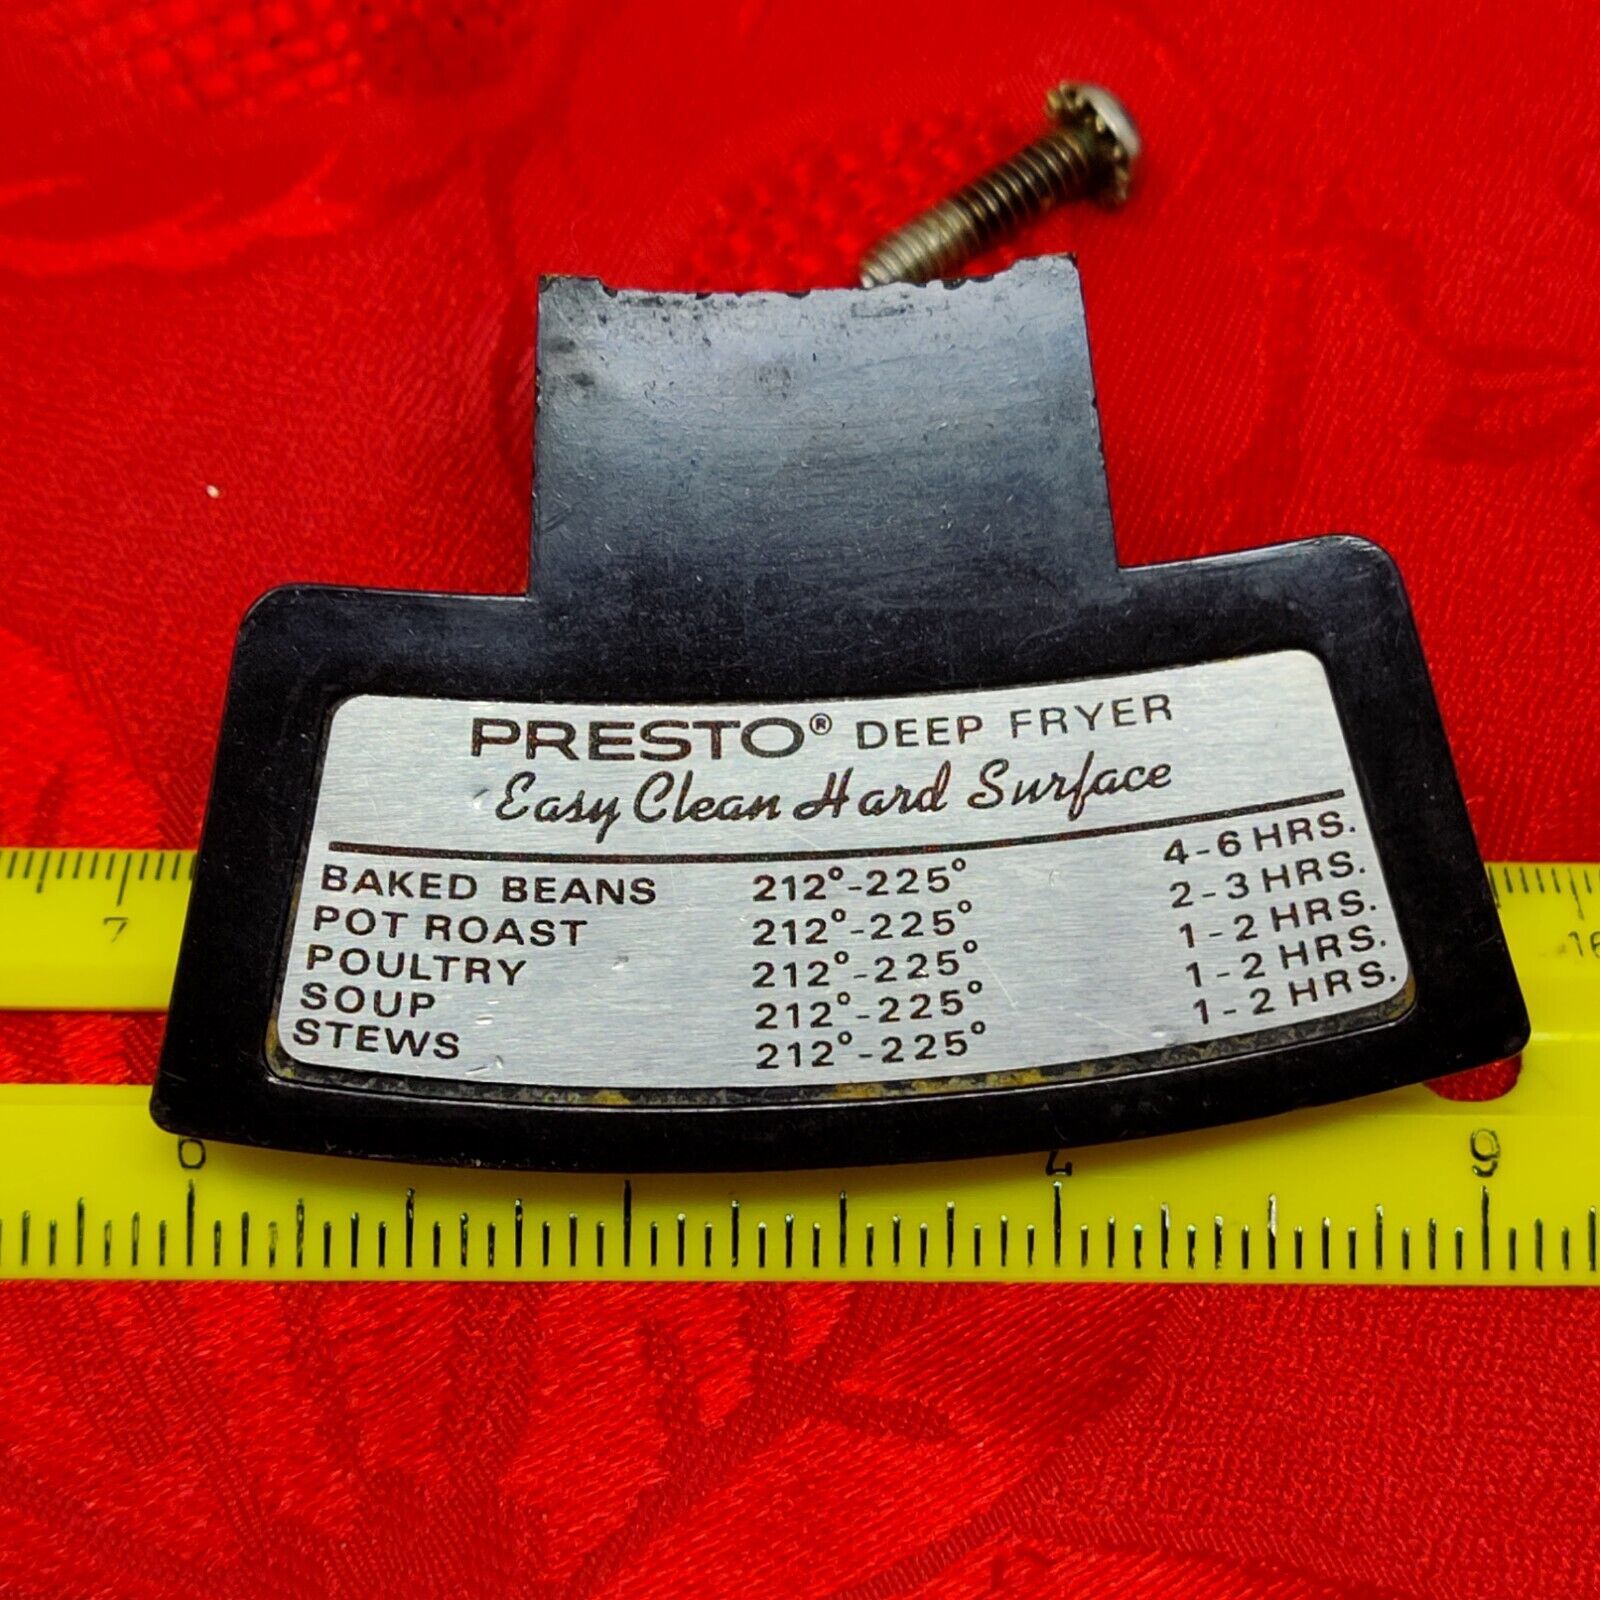 PRESTO® DEEP FRYER
Easy Clean Hard Surface
BAKED BEANS 212°-225° 4-6 HRS.
POT ROAST 212°-225° 2-3 HRS.
POULTRY 212°-225° 1-2 HRS.
SOUP 212°-225° 1-2 HRS.
STEWS 212°-225° 1-2 HRS.
7
16